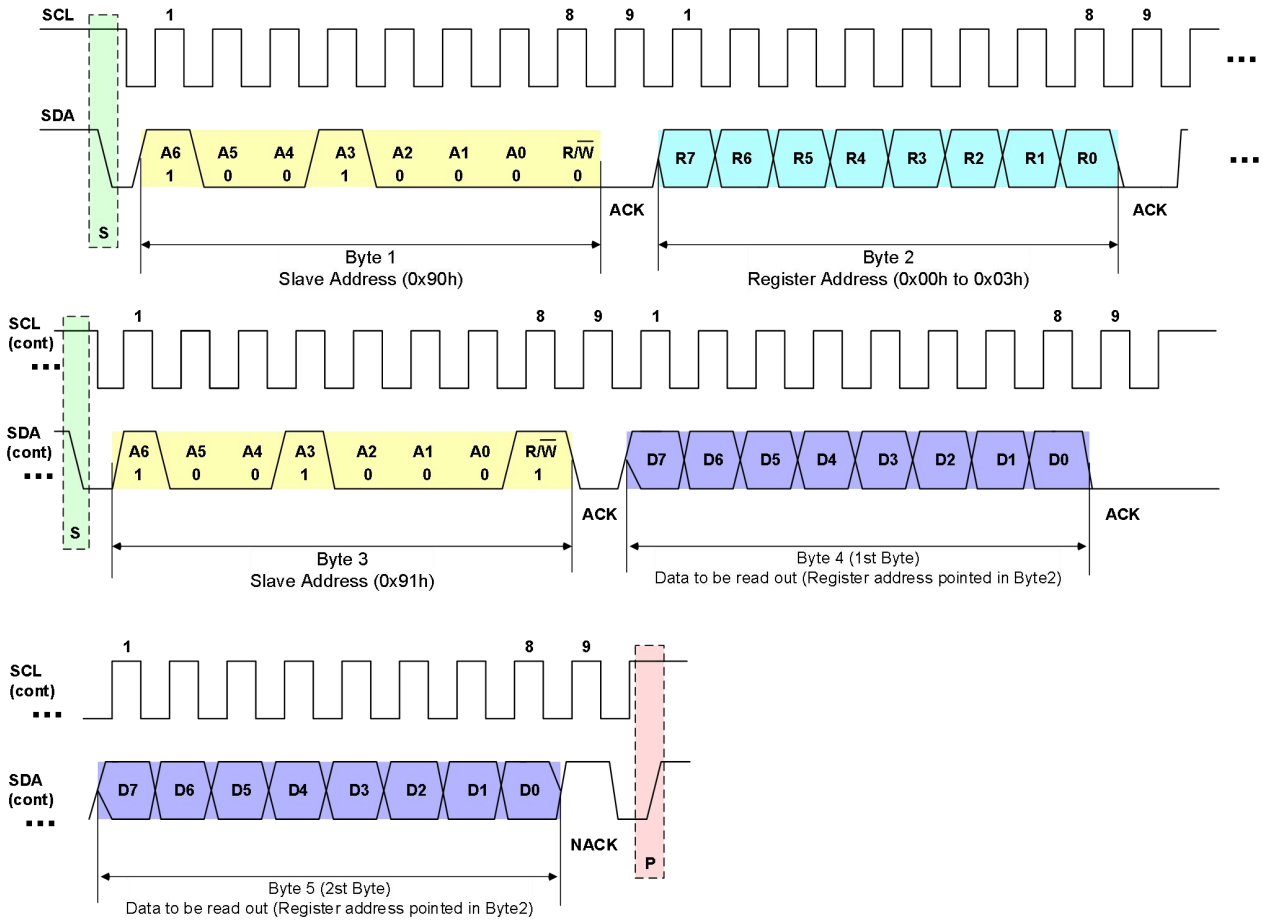 SCL
1 8 9 1 8 9
...
SDA
A6 A5 A4 A3 A2 A1 A0 R/W̅
1 0 0 1 0 0 0 0
R7 R6 R5 R4 R3 R2 R1 R0
...
S
ACK
ACK
Byte 1
Slave Address (0x90h)
Byte 2
Register Address (0x00h to 0x03h)
SCL
(cont)
...
1 8 9 1 8 9
SDA
(cont)
...
A6 A5 A4 A3 A2 A1 A0 R/W̅
1 0 0 1 0 0 0 1
D7 D6 D5 D4 D3 D2 D1 D0
S
ACK
ACK
Byte 3
Slave Address (0x91h)
Byte 4 (1st Byte)
Data to be read out (Register address pointed in Byte2)
SCL
(cont)
...
1 8 9
SDA
(cont)
...
D7 D6 D5 D4 D3 D2 D1 D0
NACK
P
Byte 5 (2st Byte)
Data to be read out (Register address pointed in Byte2)